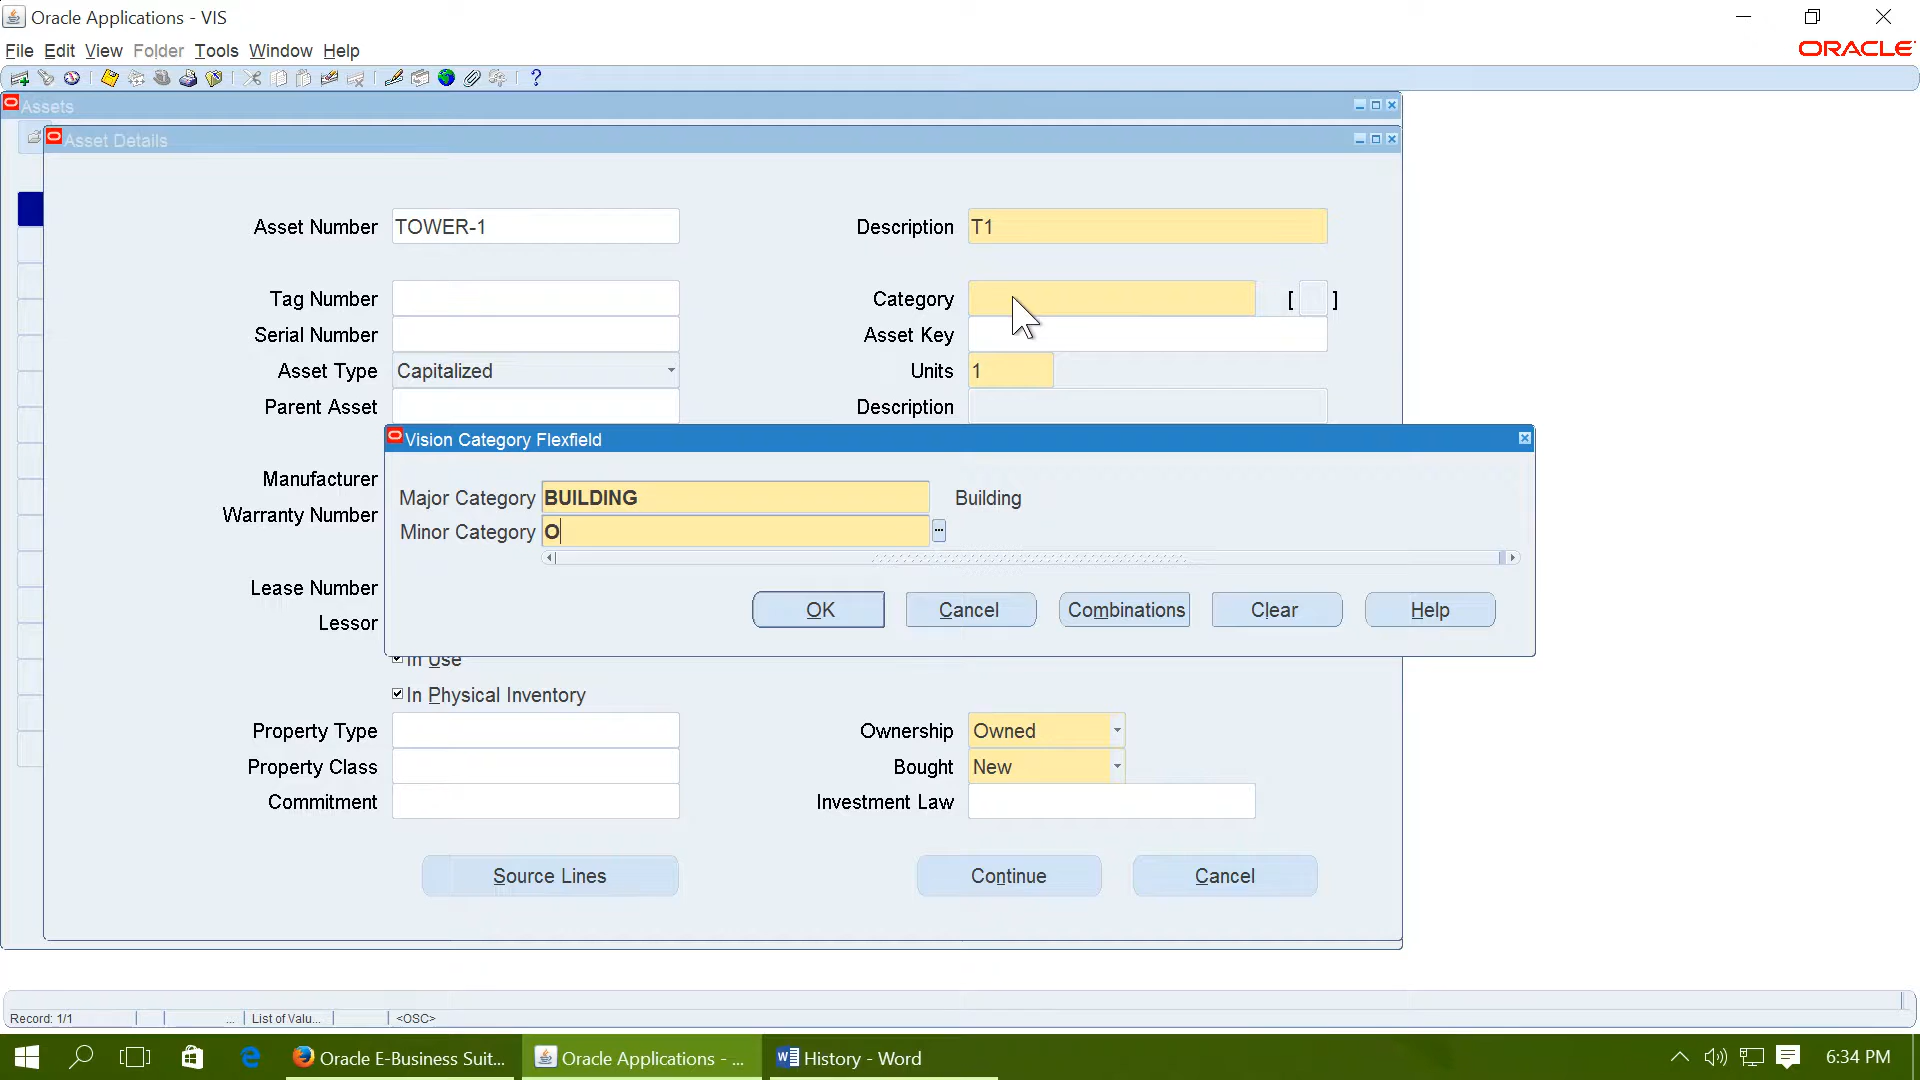 Oracle Applications - VIS
File Edit View Folder Tools Window Help
ORACLE
Assets
Asset Details
Asset Number TOWER-1 Description T1
Tag Number Category [ ]
Serial Number Asset Key
Asset Type Capitalized Units 1
Parent Asset Description
Vision Category Flexfield
Manufacturer
Major Category BUILDING Building
Warranty Number
Minor Category O
Lease Number
OK Cancel Combinations Clear Help
Lessor
In Use
In Physical Inventory
Property Type Ownership Owned
Property Class Bought New
Commitment Investment Law
Source Lines Continue Cancel
Record: 1/1 ... List of Valu... <OSC>
Oracle E-Business Suit... Oracle Applications - ... History - Word 6:34 PM